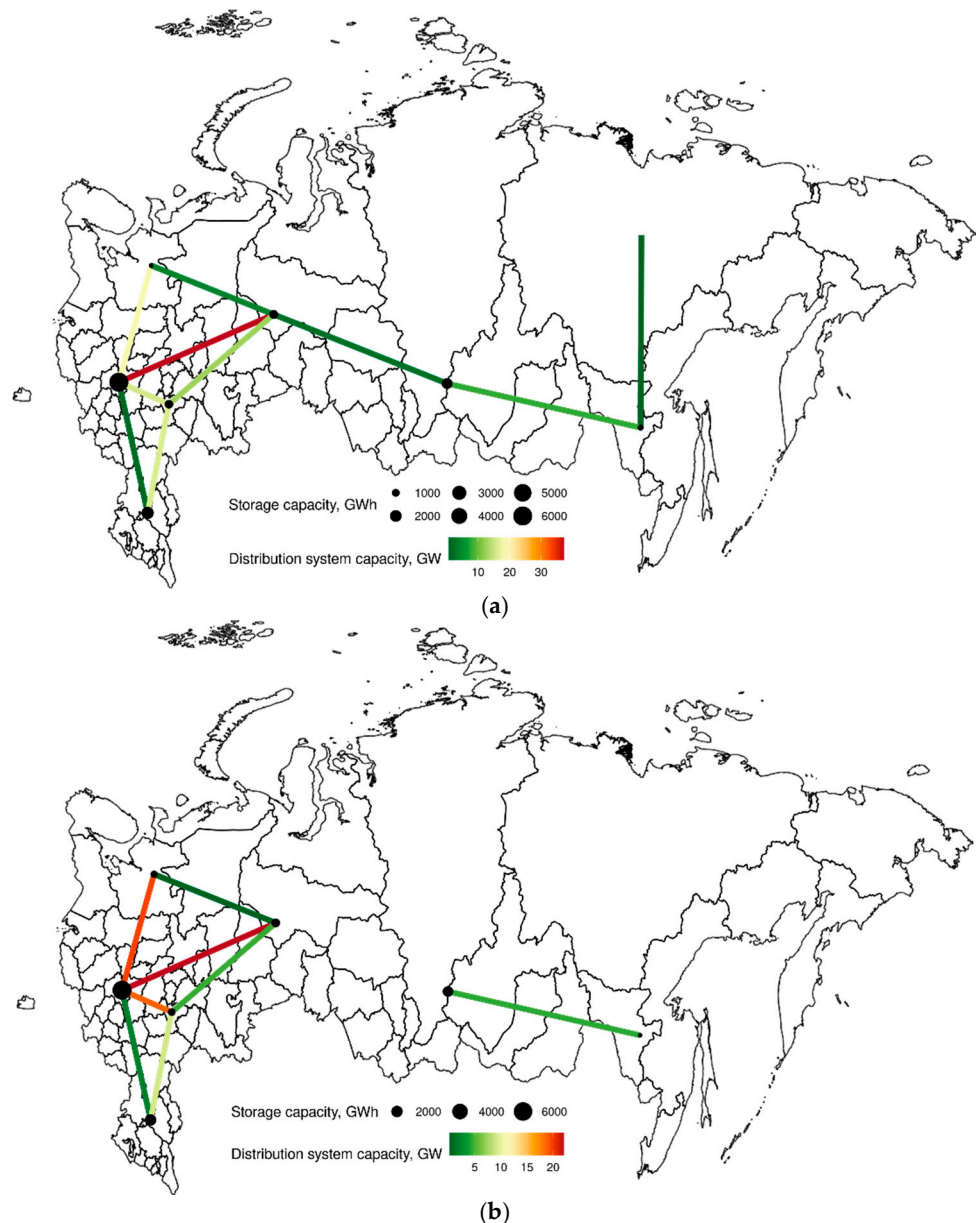 Storage capacity, GWh 1000 3000 5000
2000 4000 6000
Distribution system capacity, GW
10 20 30
(a)
Storage capacity, GWh 2000 4000 6000
Distribution system capacity, GW
5 10 15 20
(b)